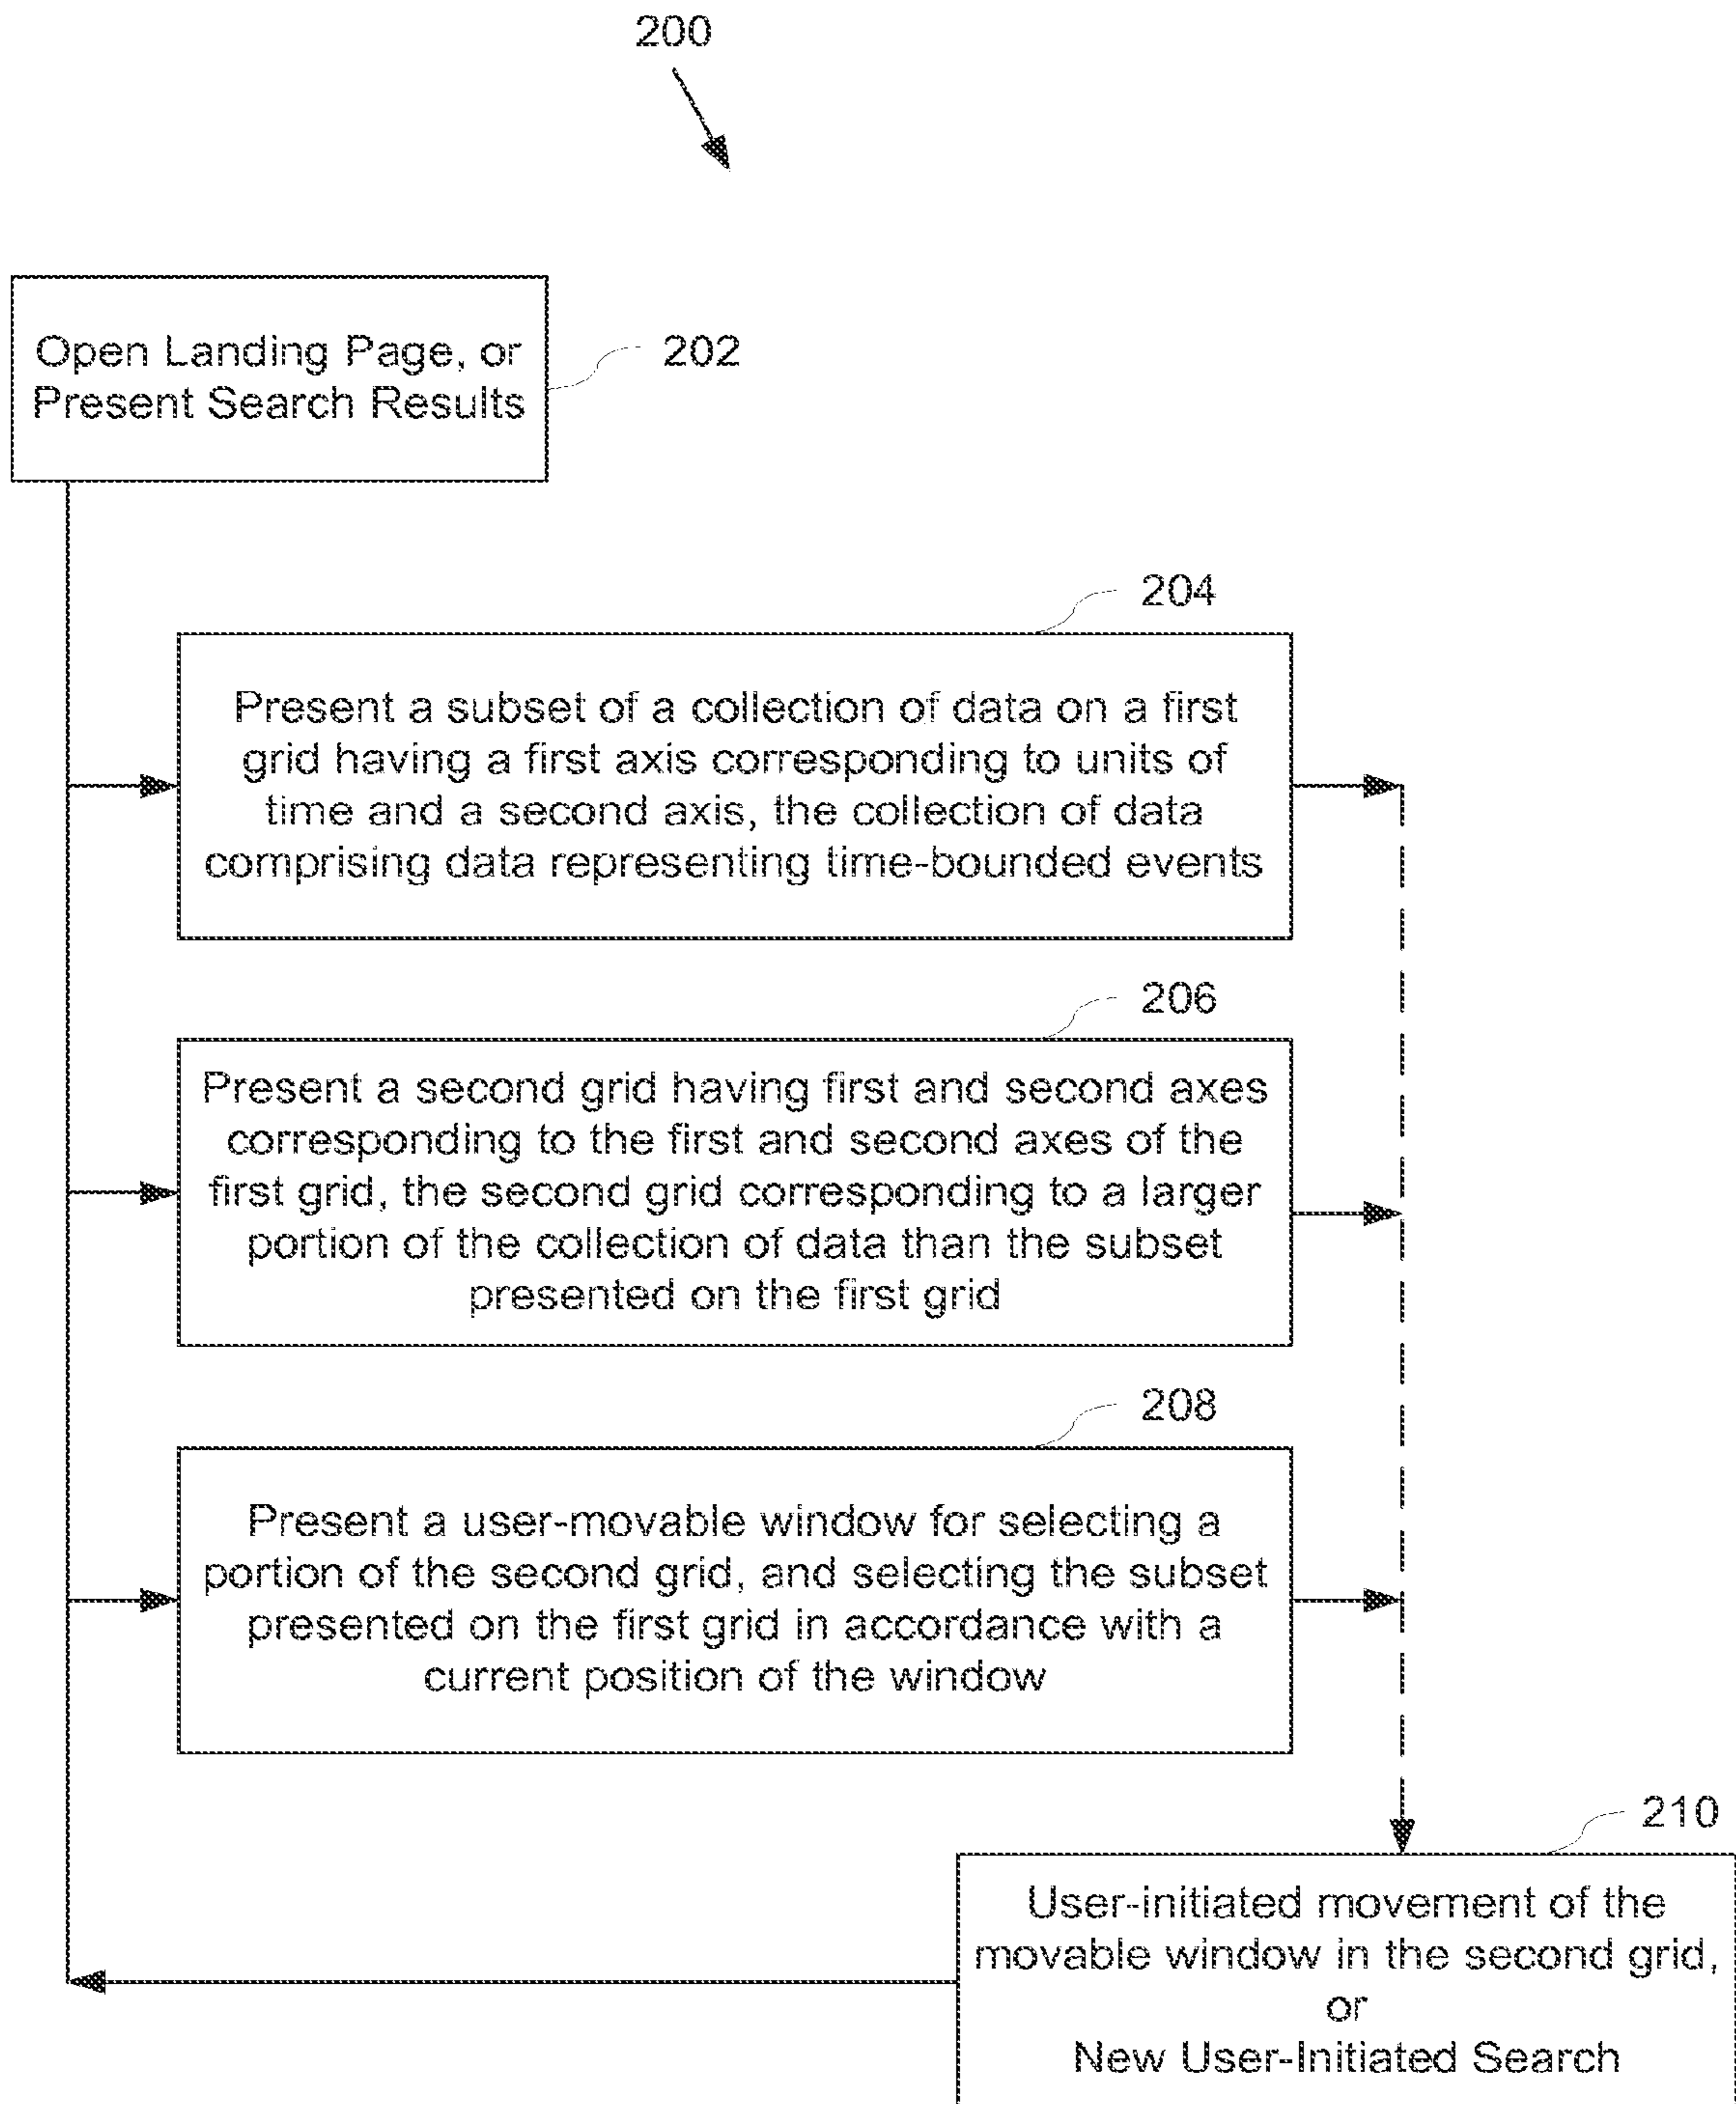 200
Open Landing Page, or
Present Search Results
202
204
Present a subset of a collection of data on a first
grid having a first axis corresponding to units of
time and a second axis, the collection of data
comprising data representing time-bounded events
206
Present a second grid having first and second axes
corresponding to the first and second axes of the
first grid, the second grid corresponding to a larger
portion of the collection of data than the subset
presented on the first grid
208
Present a user-movable window for selecting a
portion of the second grid, and selecting the subset
presented on the first grid in accordance with a
current position of the window
210
User-initiated movement of the
movable window in the second grid,
or
New User-Initiated Search